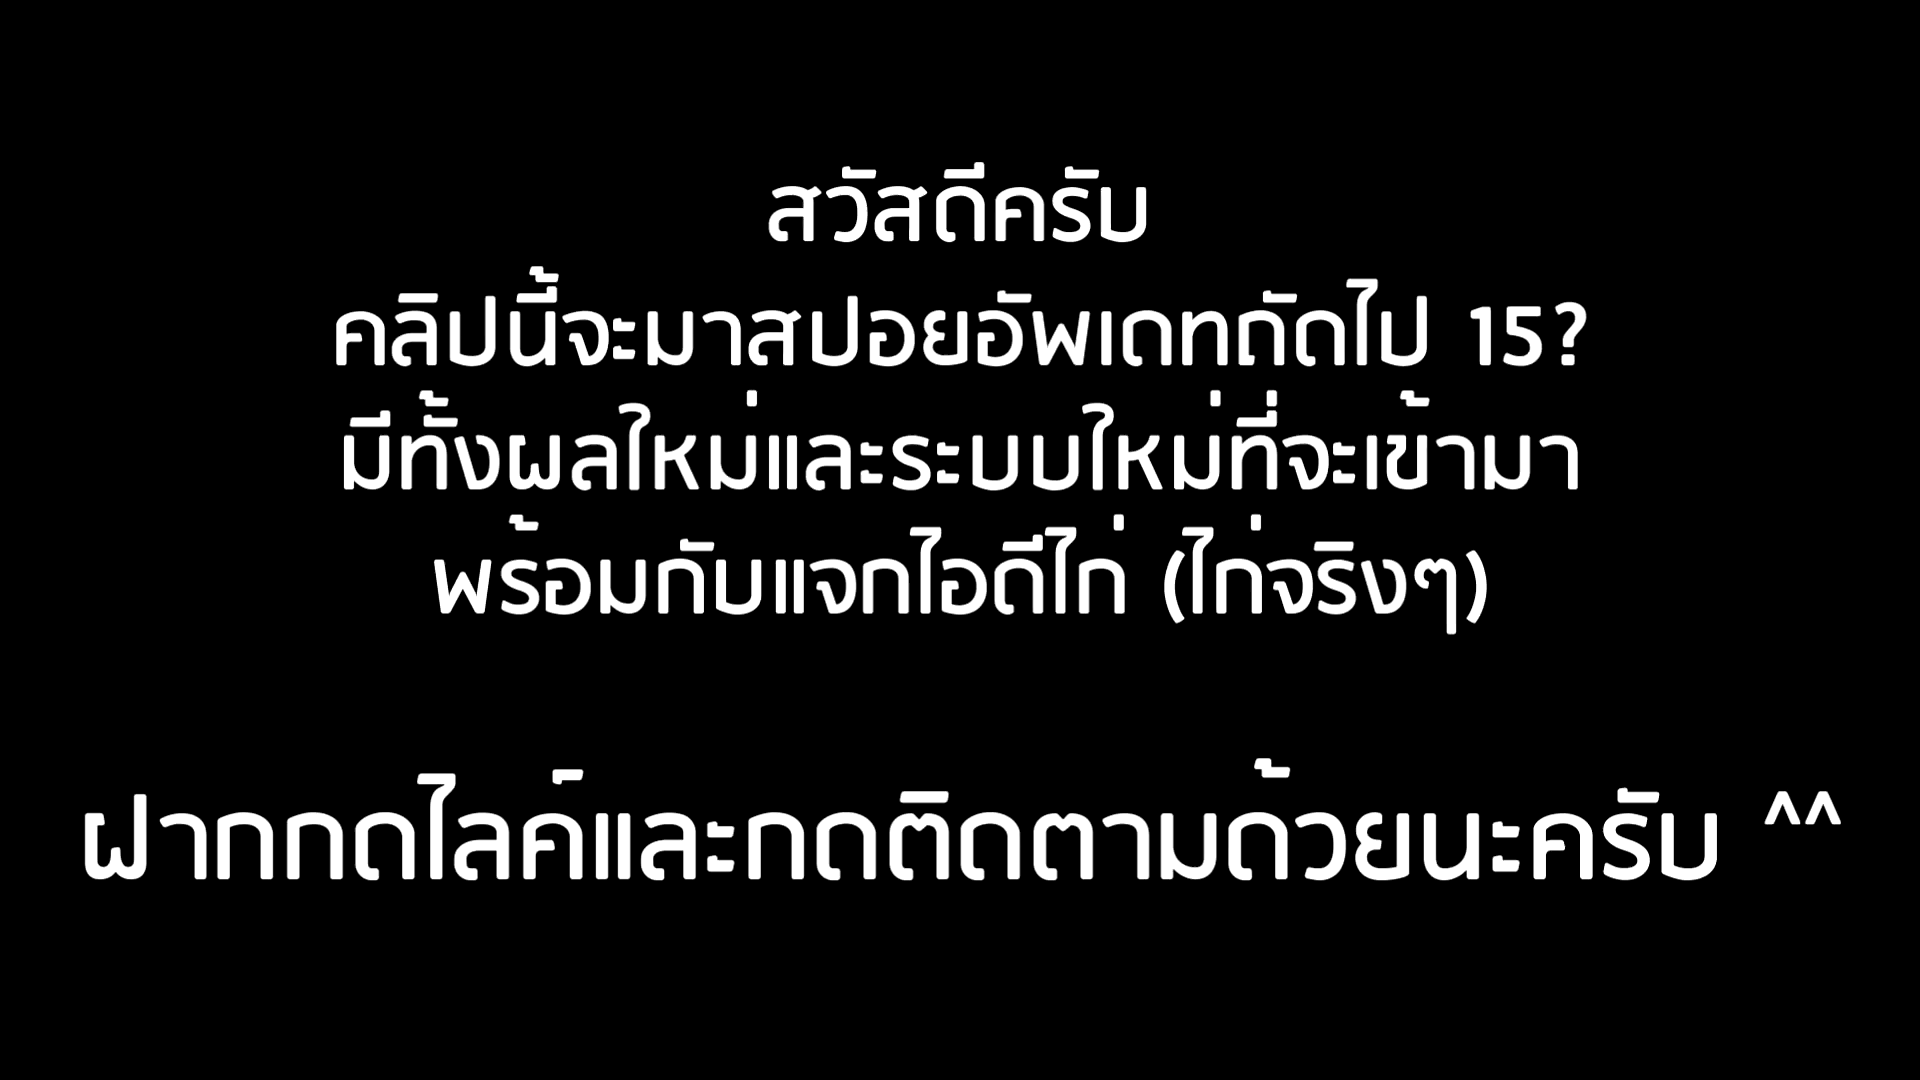 สวัสดีครับ
คลิปนี้จะมาสปอยอัพเดทถัดไป 15?
มีทั้งผลใหม่และระบบใหม่ที่จะเข้ามา
พร้อมกับแจกไอดีไก่ (ไก่จริงๆ)
ฝากกดไลค์และกดติดตามด้วยนะครับ ^^